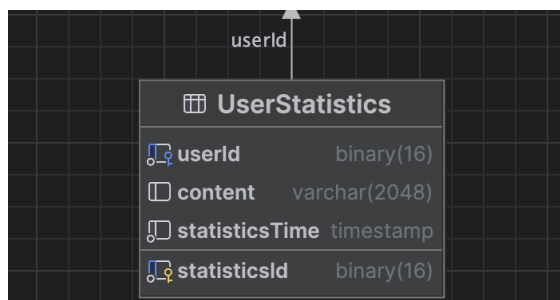 userId
UserStatistics
userId binary(16)
content varchar(2048)
statisticsTime timestamp
statisticsId binary(16)